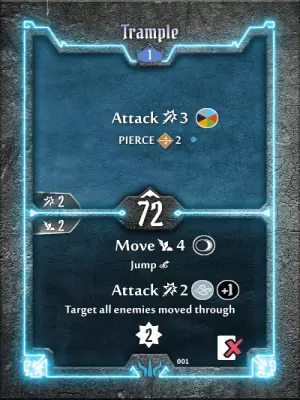 Trample
1
Attack 3
PIERCE 2
2
72
2
Move 4
Jump
Attack 2 +1
Target all enemies moved through
2
001